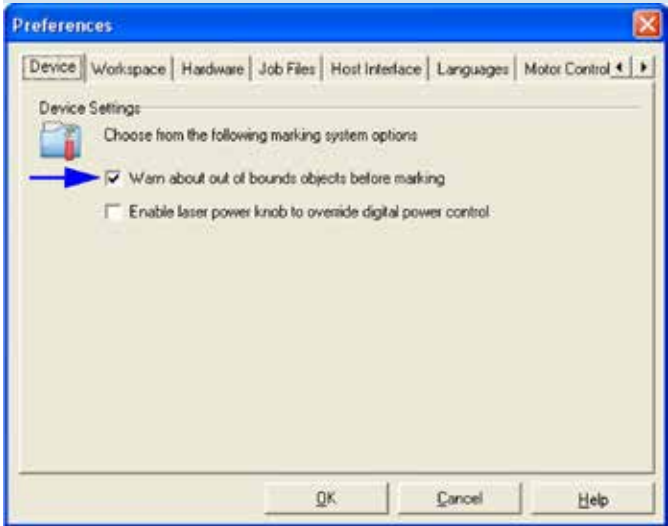 Preferences
Device Workspace Hardware Job Files Host Interface Languages Motor Control
Device Settings
Choose from the following marking system options
Warn about out of bounds objects before marking
Enable laser power knob to override digital power control
OK Cancel Help